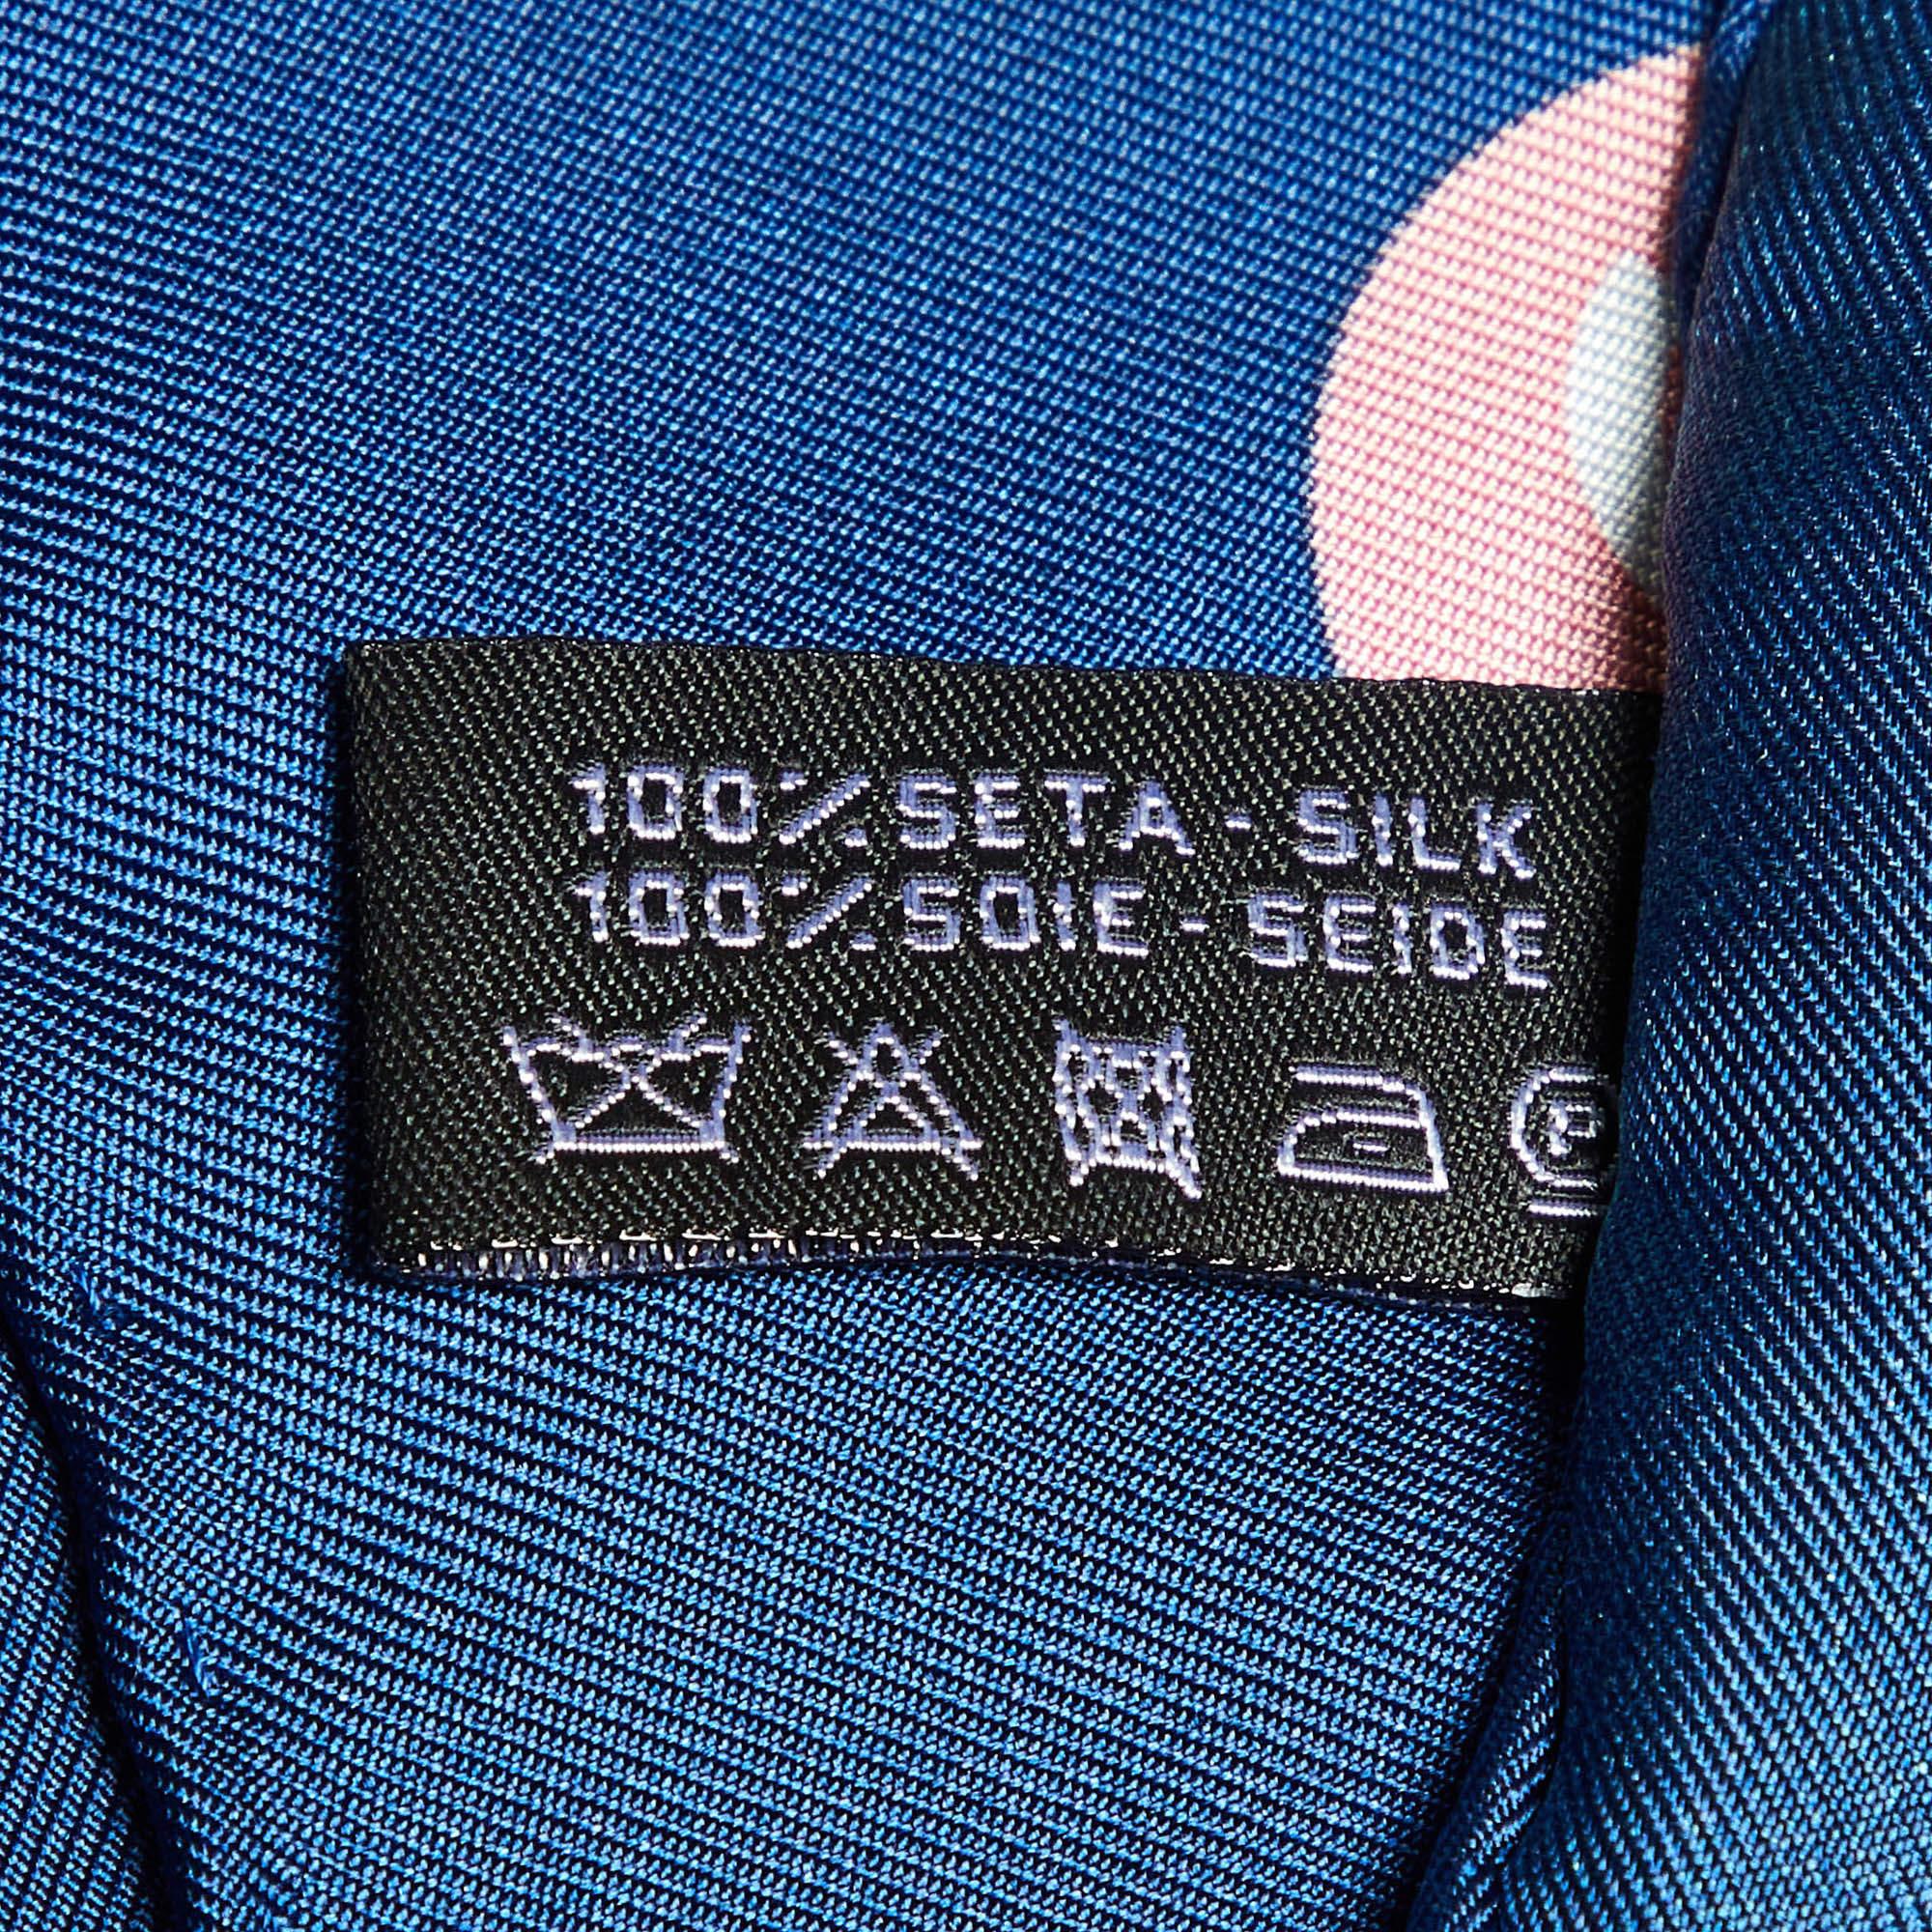 100% SETA - SILK
100% SOIE - SEIDE
P